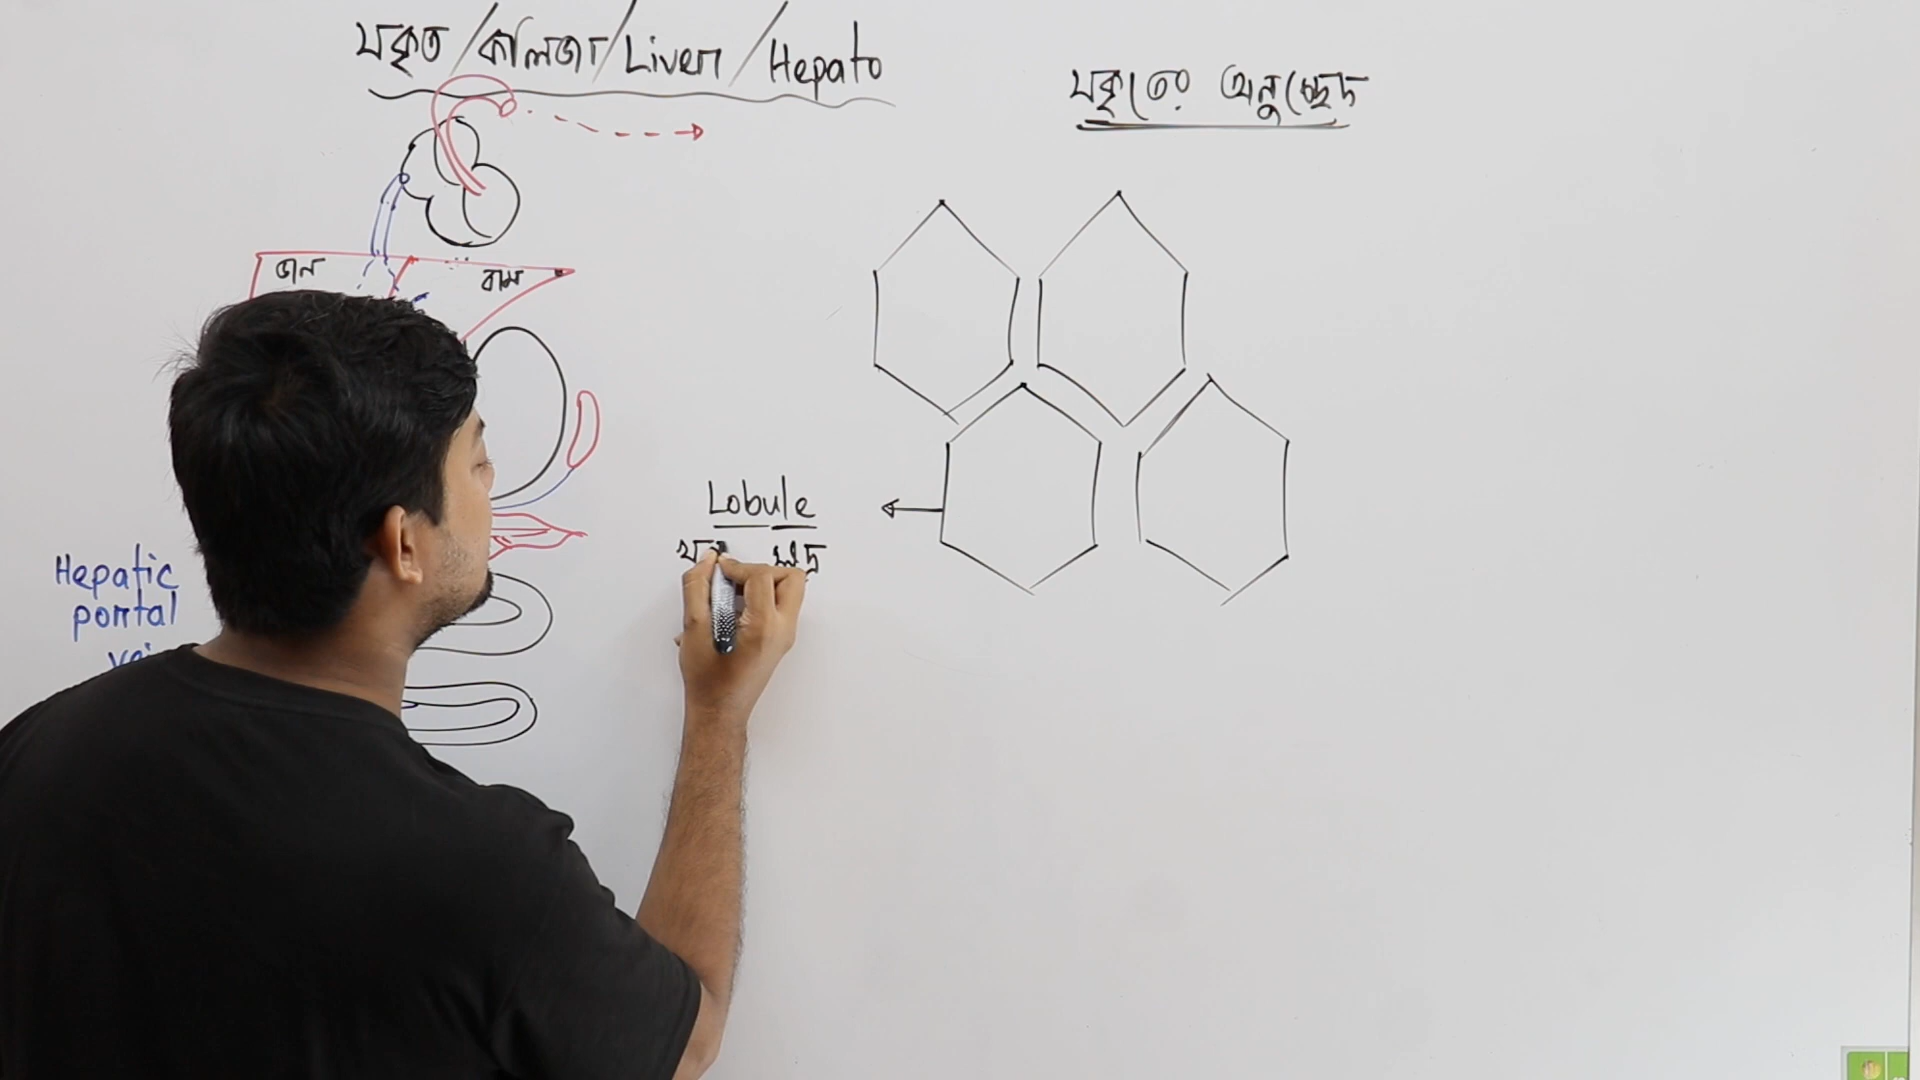 যকৃত / কলিজা / Liver / Hepato
যকৃতের অনুচ্ছেদ
ডান
বাম
Lobule
Hepatic
portal